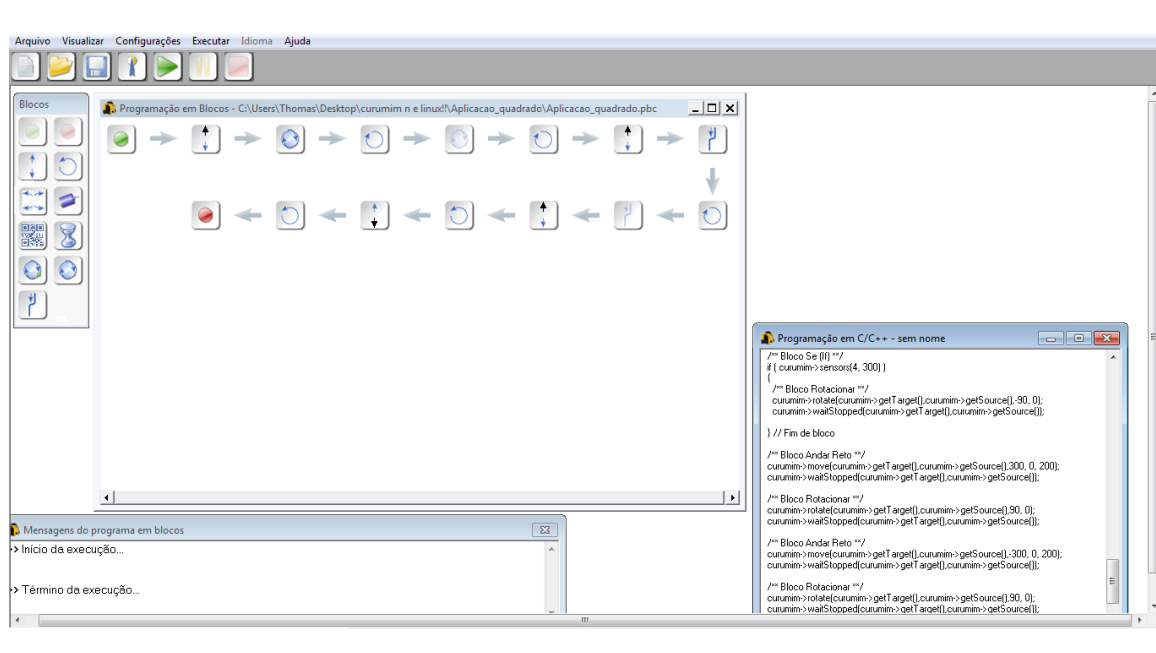 Arquivo Visualizar Configurações Executar Idioma Ajuda
Blocos
Programação em Blocos - C:\Users\Thomas\Desktop\curumim n e linux!!\Aplicacao_quadrado\Aplicacao_quadrado.pbc
Programação em C/C++ - sem nome
/** Bloco Se (If) **/
if ( curumim->sensors(4, 300) )
{
/** Bloco Rotacionar **/
curumim->rotate(curumim->getTarget(),curumim->getSource(),-90, 0);
curumim->waitStopped(curumim->getTarget(),curumim->getSource());
} // Fim de bloco
/** Bloco Andar Reto **/
curumim->move(curumim->getTarget(),curumim->getSource(),300, 0, 200);
curumim->waitStopped(curumim->getTarget(),curumim->getSource());
/** Bloco Rotacionar **/
curumim->rotate(curumim->getTarget(),curumim->getSource(),90, 0);
curumim->waitStopped(curumim->getTarget(),curumim->getSource());
/** Bloco Andar Reto **/
curumim->move(curumim->getTarget(),curumim->getSource(),-300, 0, 200);
curumim->waitStopped(curumim->getTarget(),curumim->getSource());
/** Bloco Rotacionar **/
curumim->rotate(curumim->getTarget(),curumim->getSource(),90, 0);
curumim->waitStopped(curumim->getTarget(),curumim->getSource());
Mensagens do programa em blocos
>> Início da execução...
>> Término da execução...